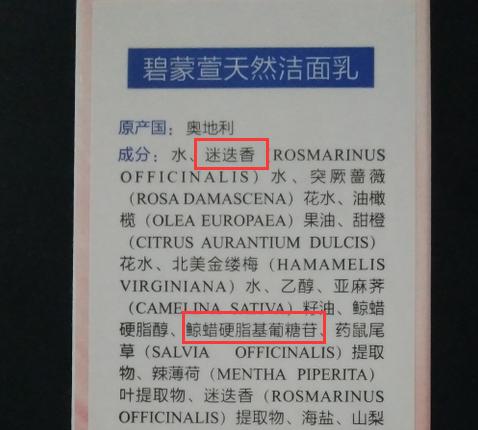 碧蒙萱天然洁面乳
原产国：奥地利
成分：水、迷迭香（ROSMARINUS
OFFICINALIS）水、突厥蔷薇
（ROSA DAMASCENA）花水、油橄
榄（OLEA EUROPAEA）果油、甜橙
（CITRUS AURANTIUM DULCIS）
花水、北美金缕梅（HAMAMELIS
VIRGINIANA）水、乙醇、亚麻荠
（CAMELINA SATIVA）籽油、鲸蜡
硬脂醇、鲸蜡硬脂基葡糖苷、药鼠尾
草（SALVIA OFFICINALIS）提取
物、辣薄荷（MENTHA PIPERITA）
叶提取物、迷迭香（ROSMARINUS
OFFICINALIS）提取物、海盐、山梨